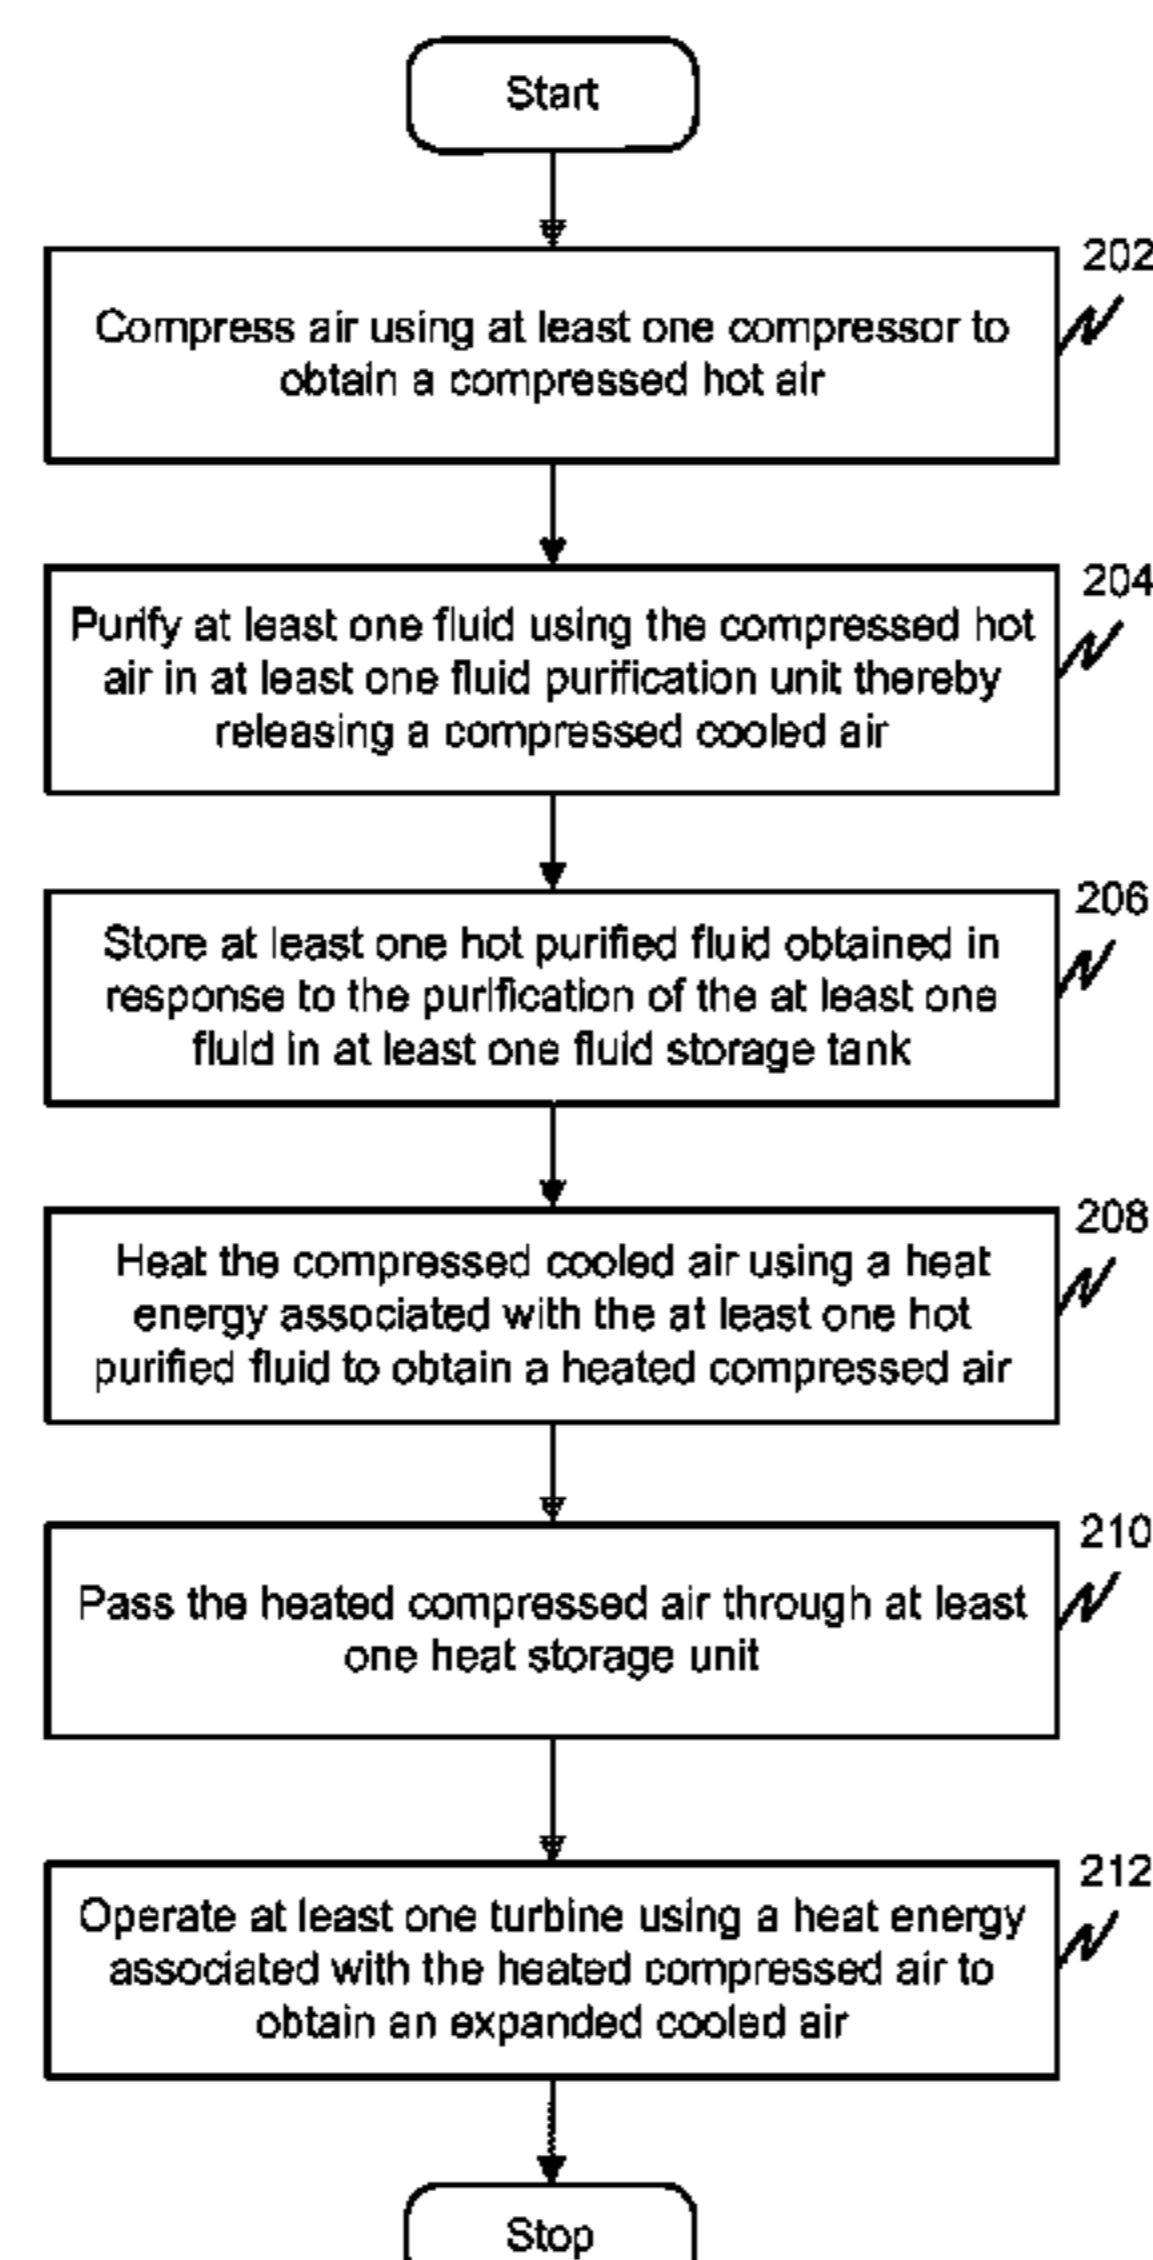 Start
202
Compress air using at least one compressor to
obtain a compressed hot air
204
Purify at least one fluid using the compressed hot
air in at least one fluid purification unit thereby
releasing a compressed cooled air
206
Store at least one hot purified fluid obtained in
response to the purification of the at least one
fluid in at least one fluid storage tank
208
Heat the compressed cooled air using a heat
energy associated with the at least one hot
purified fluid to obtain a heated compressed air
210
Pass the heated compressed air through at least
one heat storage unit
212
Operate at least one turbine using a heat energy
associated with the heated compressed air to
obtain an expanded cooled air
Stop